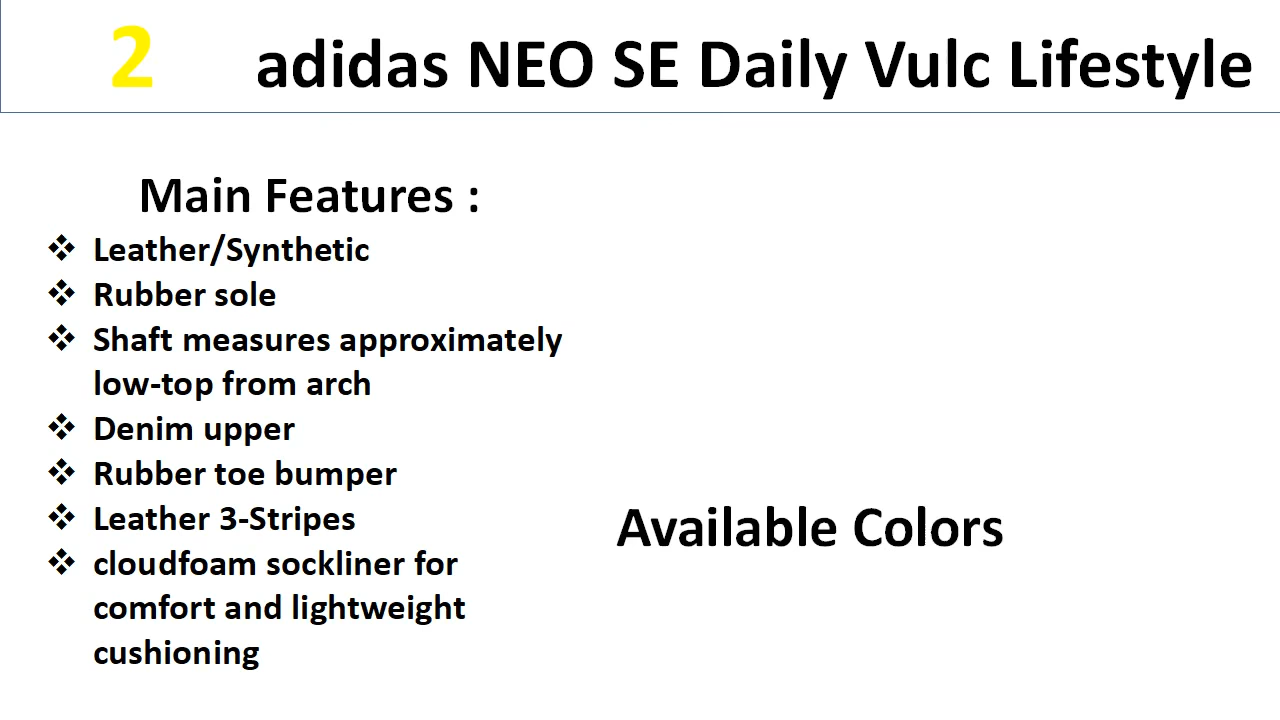 2 adidas NEO SE Daily Vulc Lifestyle
Main Features :
❖ Leather/Synthetic
❖ Rubber sole
❖ Shaft measures approximately
low-top from arch
❖ Denim upper
❖ Rubber toe bumper
❖ Leather 3-Stripes
❖ cloudfoam sockliner for
comfort and lightweight
cushioning
Available Colors